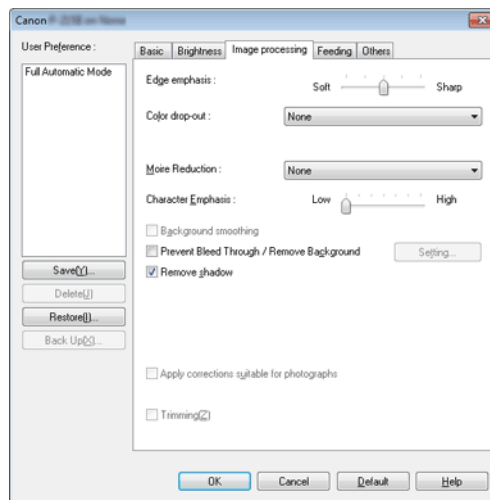 Canon
User Preference :
Full Automatic Mode
Save(Y)...
Delete(J)
Restore(I)...
Back Up(X)...
Basic Brightness Image processing Feeding Others
Edge emphasis : Soft Sharp
Color drop-out : None
Moire Reduction : None
Character Emphasis : Low High
Background smoothing
Prevent Bleed Through / Remove Background Setting...
Remove shadow
Apply corrections suitable for photographs
Trimming(Z)
OK Cancel Default Help